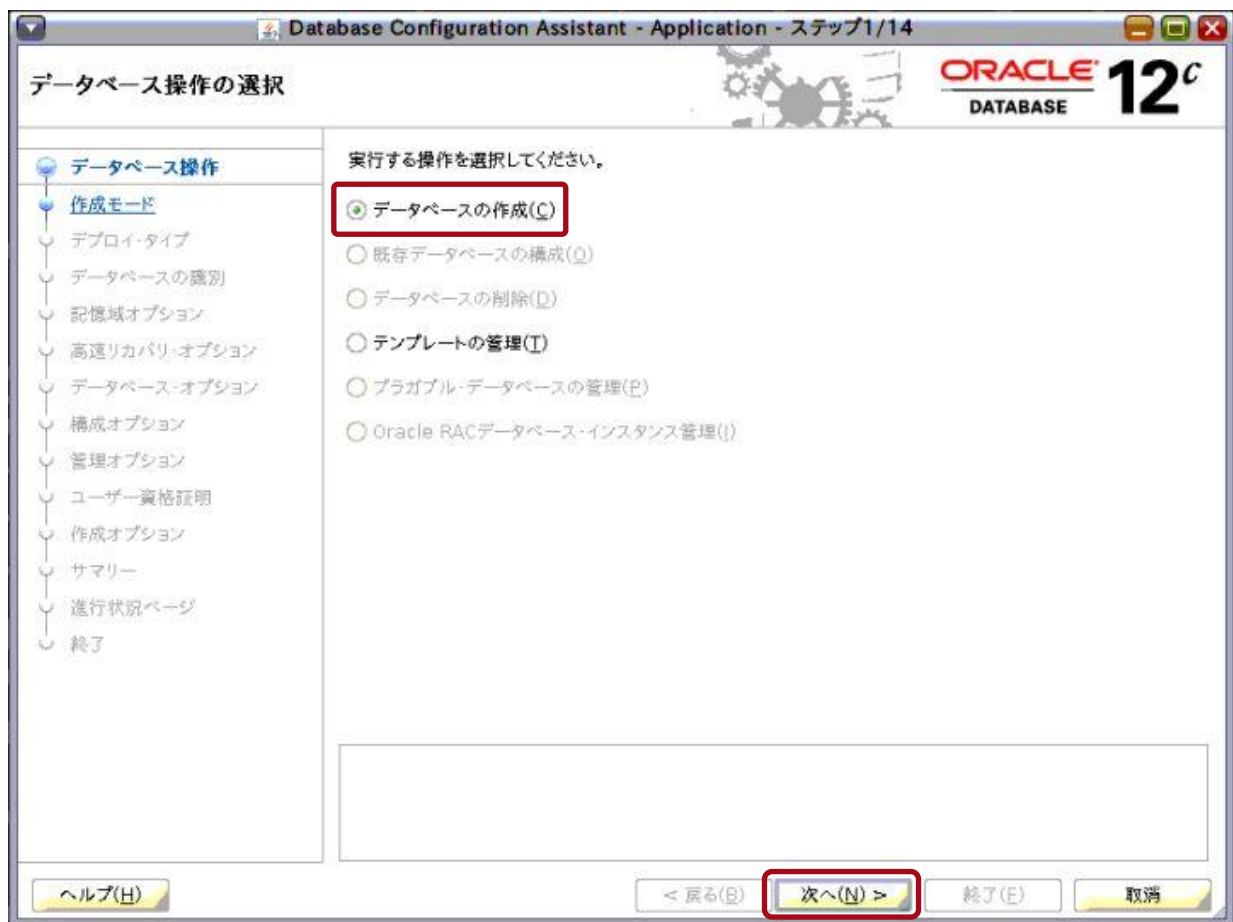 Database Configuration Assistant - Application - ステップ1/14
データベース操作の選択
ORACLE 12c
DATABASE
データベース操作
作成モード
デプロイ・タイプ
データベースの識別
記憶域オプション
高速リカバリ・オプション
データベース・オプション
構成オプション
管理オプション
ユーザー資格証明
作成オプション
サマリー
進行状況ページ
終了
実行する操作を選択してください。
データベースの作成(C)
既存データベースの構成(O)
データベースの削除(D)
テンプレートの管理(T)
プラガブル・データベースの管理(P)
Oracle RACデータベース・インスタンス管理(I)
ヘルプ(H)
< 戻る(B)
次へ(N) >
終了(F)
取消